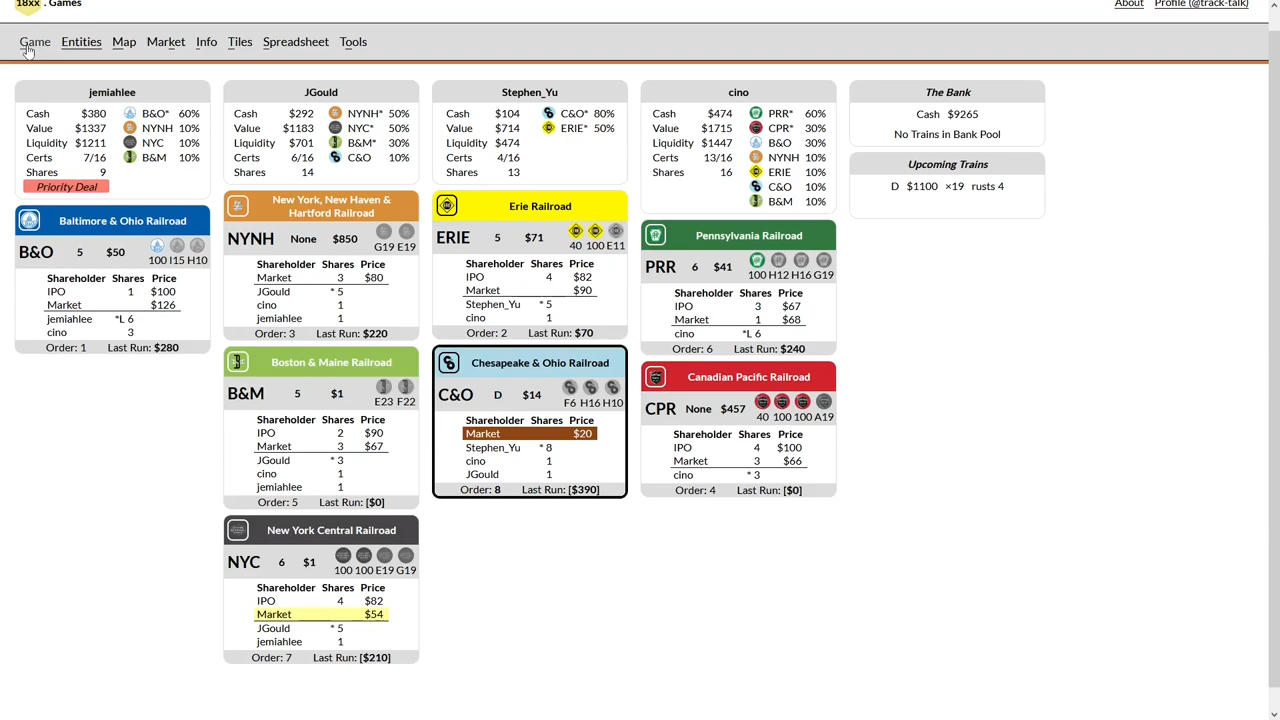 18xx . Games
About Profile (@track-talk)
Game Entities Map Market Info Tiles Spreadsheet Tools
jemiahlee
Cash $380 B&O* 60%
Value $1337 NYNH 10%
Liquidity $1211 NYC 10%
Certs 7/16 B&M 10%
Shares 9
Priority Deal
Baltimore & Ohio Railroad
B&O 5 $50 100 I15 H10
Shareholder Shares Price
IPO 1 $100
Market $126
jemiahlee *L 6
cino 3
Order: 1 Last Run: $280
JGould
Cash $292 NYNH* 50%
Value $1183 NYC* 50%
Liquidity $701 B&M* 30%
Certs 6/16 C&O 10%
Shares 14
New York, New Haven &
Hartford Railroad
NYNH None $850 G19 E19
Shareholder Shares Price
Market 3 $80
JGould * 5
cino 1
jemiahlee 1
Order: 3 Last Run: $220
Boston & Maine Railroad
B&M 5 $1 E23 F22
Shareholder Shares Price
IPO 2 $90
Market 3 $67
JGould * 3
cino 1
jemiahlee 1
Order: 5 Last Run: [$0]
New York Central Railroad
NYC 6 $1 100 100 E19 G19
Shareholder Shares Price
IPO 4 $82
Market $54
JGould * 5
jemiahlee 1
Order: 7 Last Run: [$210]
Stephen_Yu
Cash $104 C&O* 80%
Value $714 ERIE* 50%
Liquidity $474
Certs 4/16
Shares 13
Erie Railroad
ERIE 5 $71 40 100 E11
Shareholder Shares Price
IPO 4 $82
Market $90
Stephen_Yu * 5
cino 1
Order: 2 Last Run: $70
Chesapeake & Ohio Railroad
C&O D $14 F6 H16 H10
Shareholder Shares Price
Market $20
Stephen_Yu * 8
cino 1
JGould 1
Order: 8 Last Run: [$390]
cino
Cash $474 PRR* 60%
Value $1715 CPR* 30%
Liquidity $1447 B&O 30%
Certs 13/16 NYNH 10%
Shares 16 ERIE 10%
C&O 10%
B&M 10%
Pennsylvania Railroad
PRR 6 $41 100 H12 H16 G19
Shareholder Shares Price
IPO 3 $67
Market 1 $68
cino *L 6
Order: 6 Last Run: $240
Canadian Pacific Railroad
CPR None $457 40 100 100 A19
Shareholder Shares Price
IPO 4 $100
Market 3 $66
cino * 3
Order: 4 Last Run: [$0]
The Bank
Cash $9265
No Trains in Bank Pool
Upcoming Trains
D $1100 ×19 rusts 4